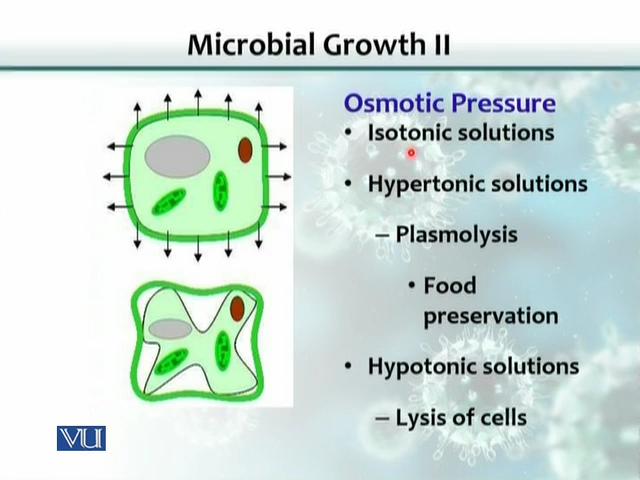 Microbial Growth II
Osmotic Pressure
• Isotonic solutions
• Hypertonic solutions
– Plasmolysis
• Food
preservation
• Hypotonic solutions
– Lysis of cells
VU